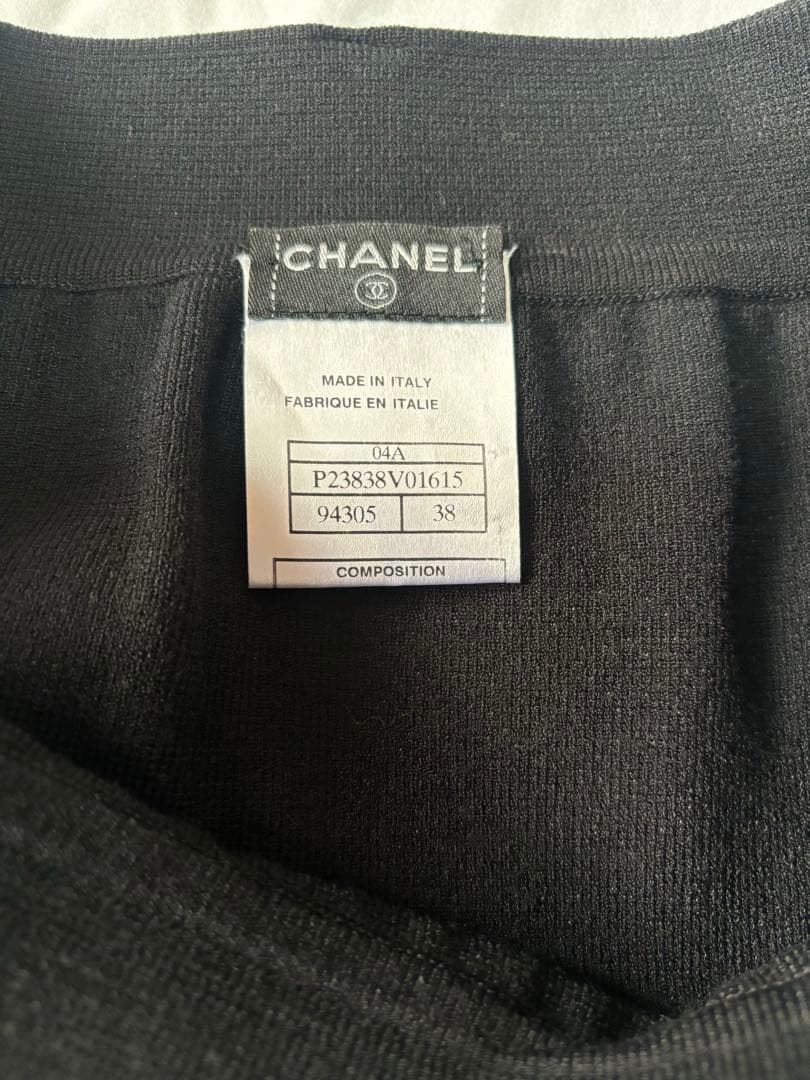 CHANEL
MADE IN ITALY
FABRIQUE EN ITALIE
04A
P23838V01615
94305 38
COMPOSITION